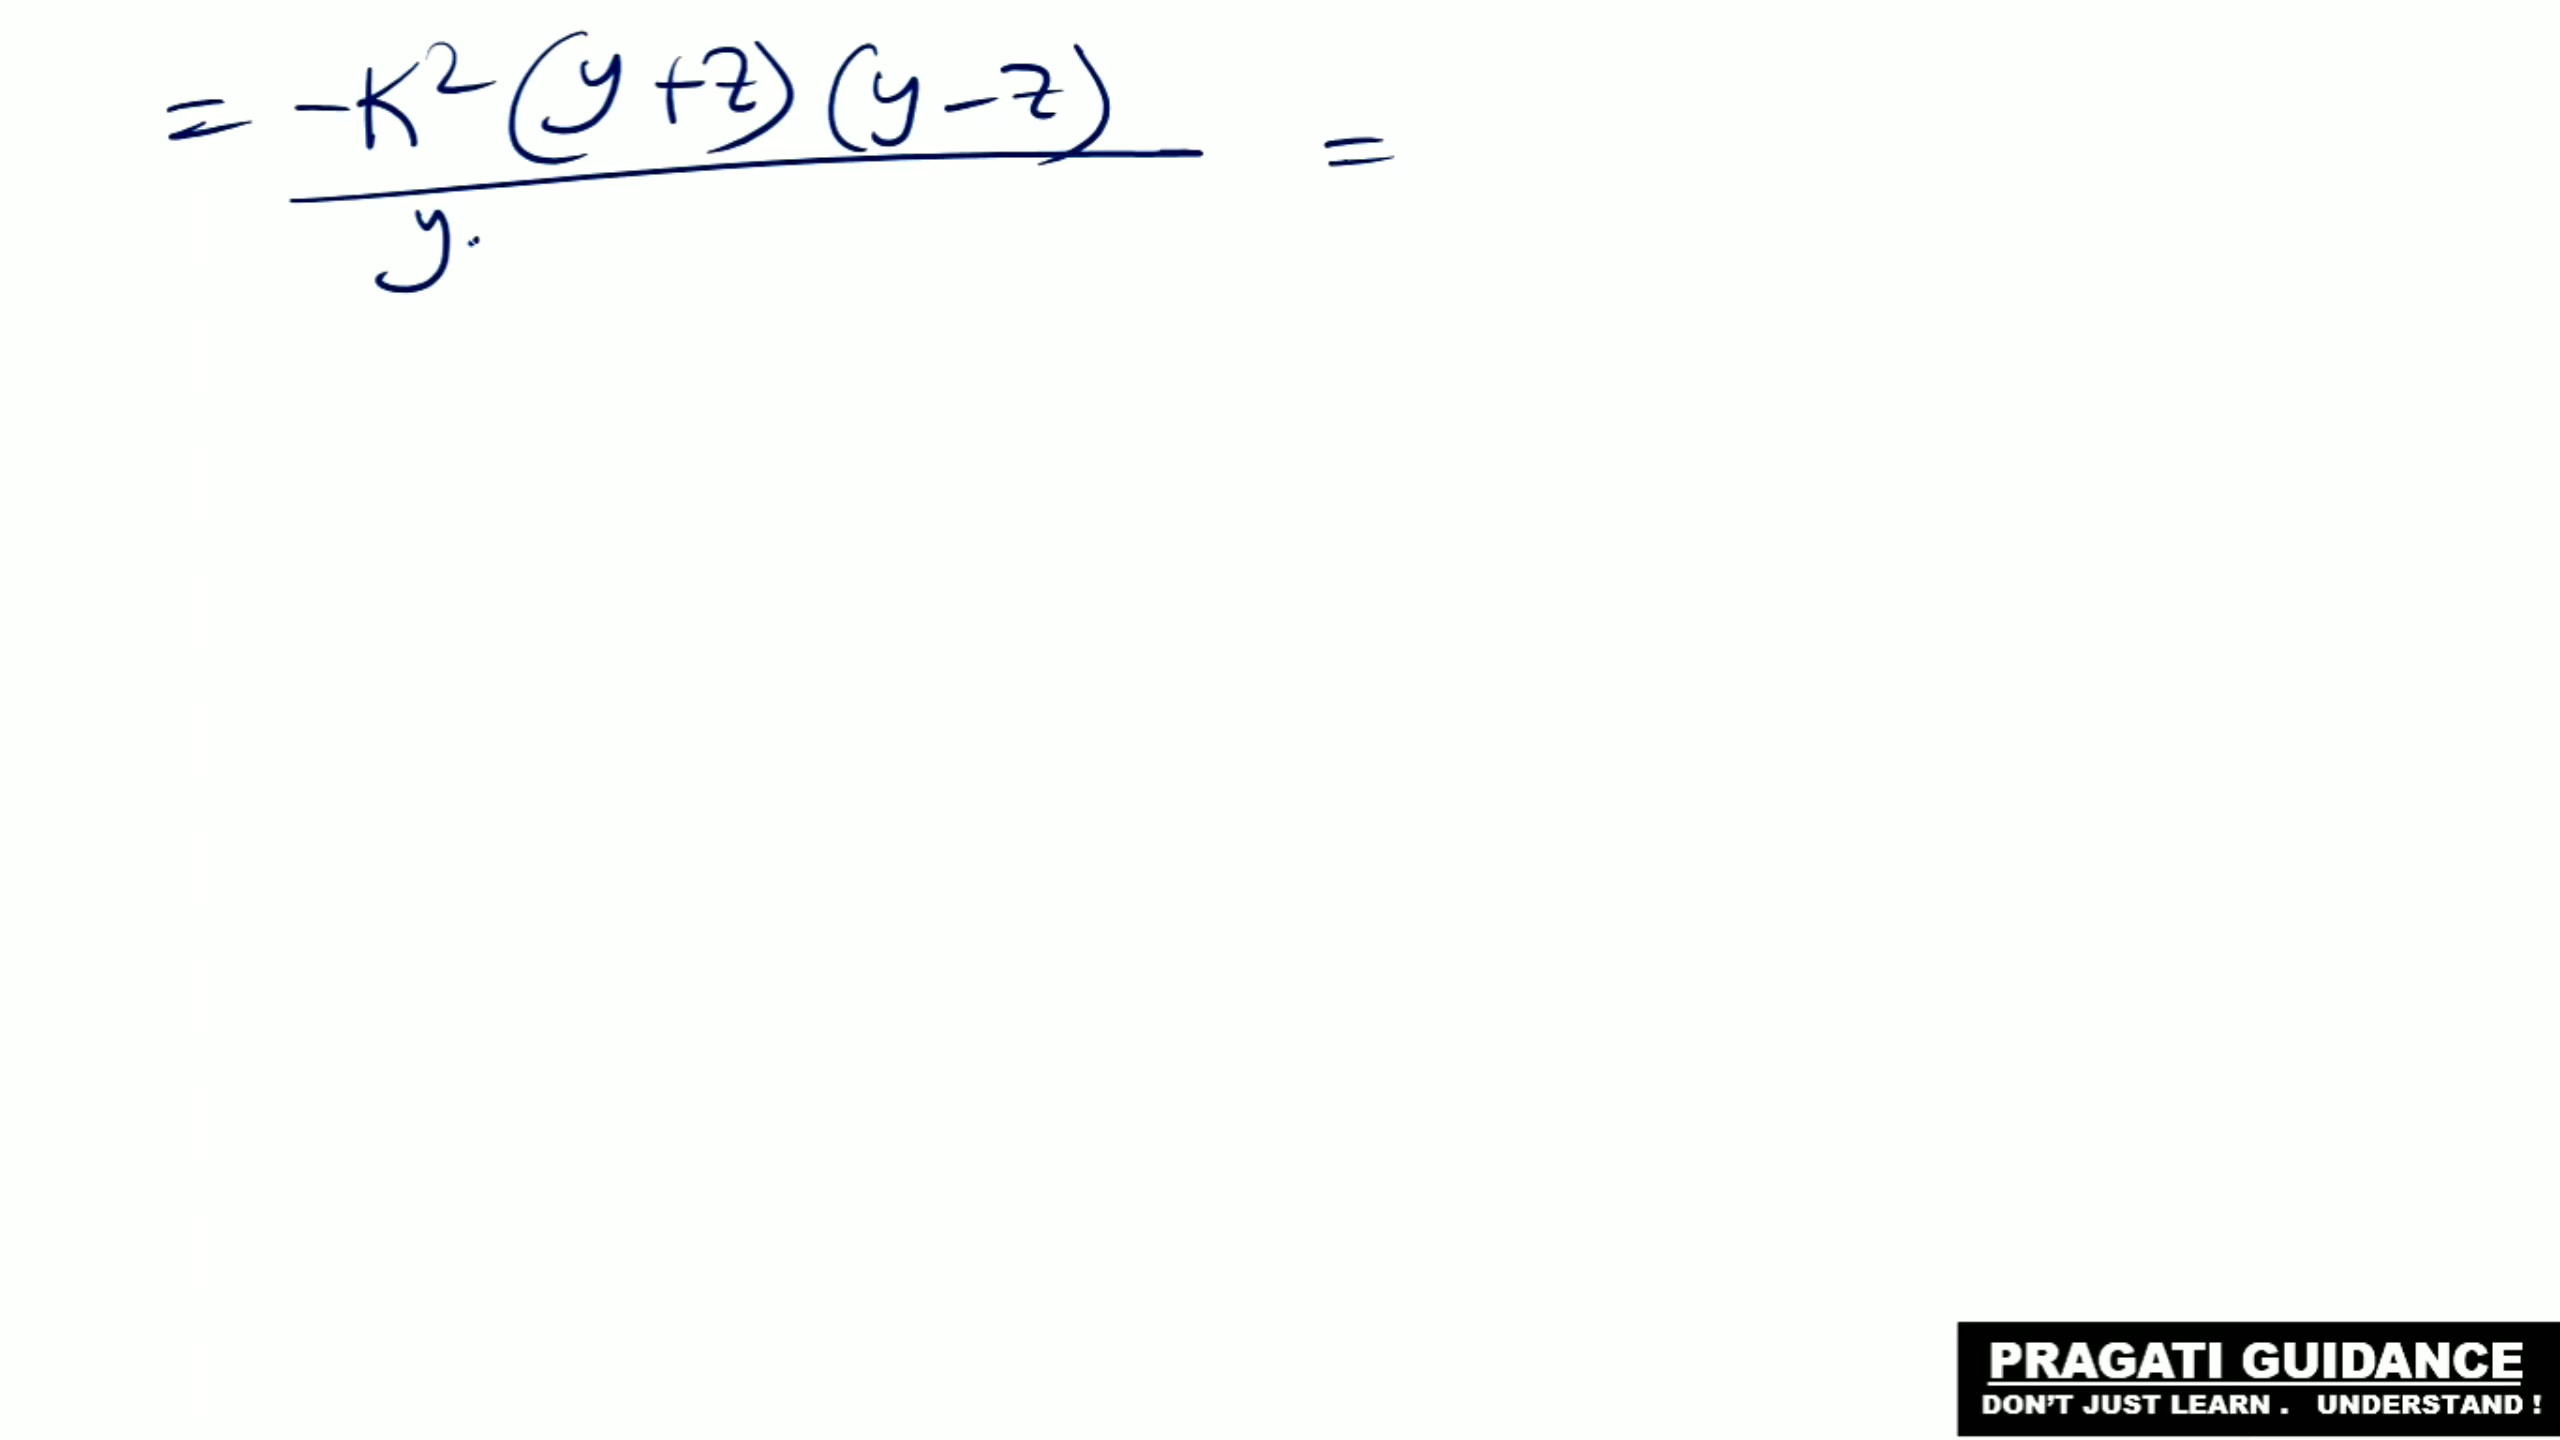 = -K²(y+z)(y-z) =
y.
PRAGATI GUIDANCE
DON'T JUST LEARN . UNDERSTAND !